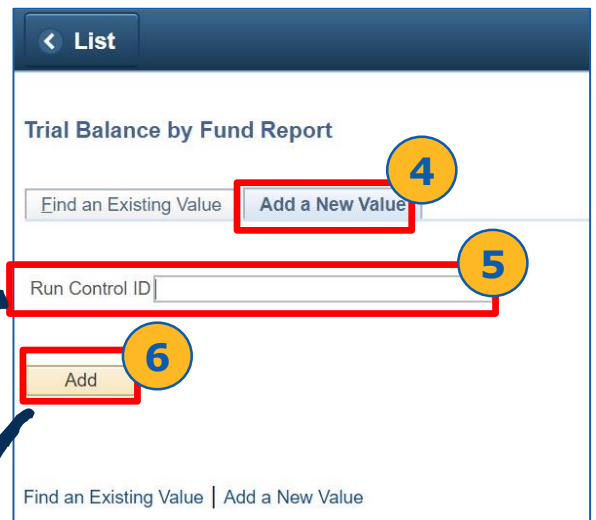 List
Trial Balance by Fund Report
4
Find an Existing Value Add a New Value
5
Run Control ID
6
Add
Find an Existing Value | Add a New Value